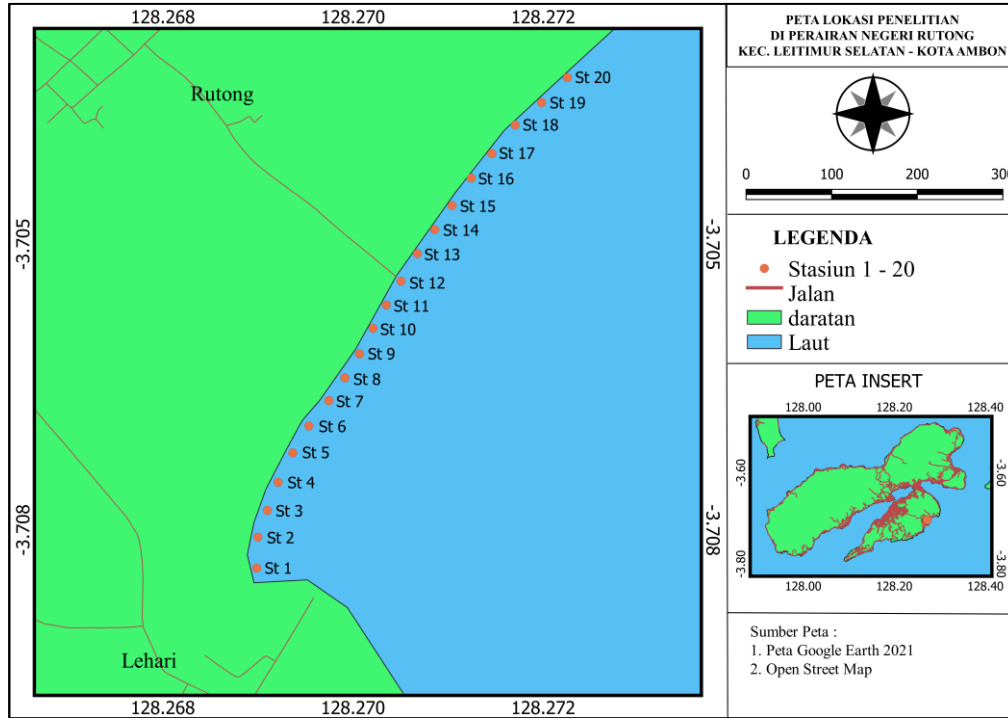 128.268 128.270 128.272
Rutong
St 20
St 19
St 18
St 17
St 16
St 15
St 14
St 13
St 12
St 11
St 10
St 9
St 8
St 7
St 6
St 5
St 4
St 3
St 2
St 1
Lehari
-3.705
-3.708
-3.705
-3.708
128.268 128.270 128.272
PETA LOKASI PENELITIAN
DI PERAIRAN NEGERI RUTONG
KEC. LEITIMUR SELATAN - KOTA AMBON
0 100 200 300
LEGENDA
Stasiun 1 - 20
Jalan
daratan
Laut
PETA INSERT
128.00 128.20 128.40
-3.60
-3.80
-3.60
-3.80
128.00 128.20 128.40
Sumber Peta :
1. Peta Google Earth 2021
2. Open Street Map